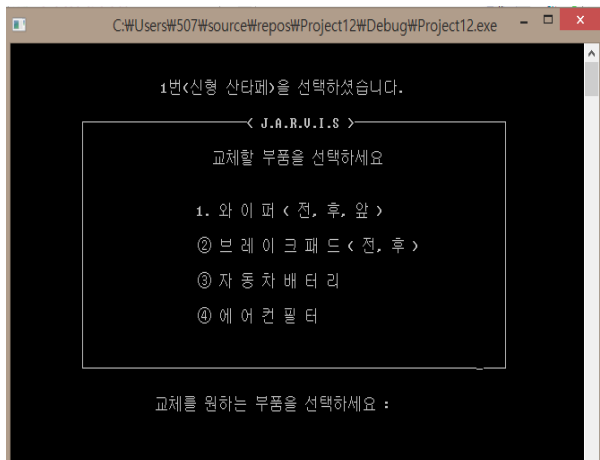 C:₩Users₩507₩source₩repos₩Project12₩Debug₩Project12.exe
1번(신형 산타페)을 선택하셨습니다.
< J.A.R.V.I.S >
교체할 부품을 선택하세요
1. 와 이 퍼 ( 전, 후, 앞 )
② 브 레 이 크 패 드 ( 전, 후 )
③ 자 동 차 배 터 리
④ 에 어 컨 필 터
교체를 원하는 부품을 선택하세요 :